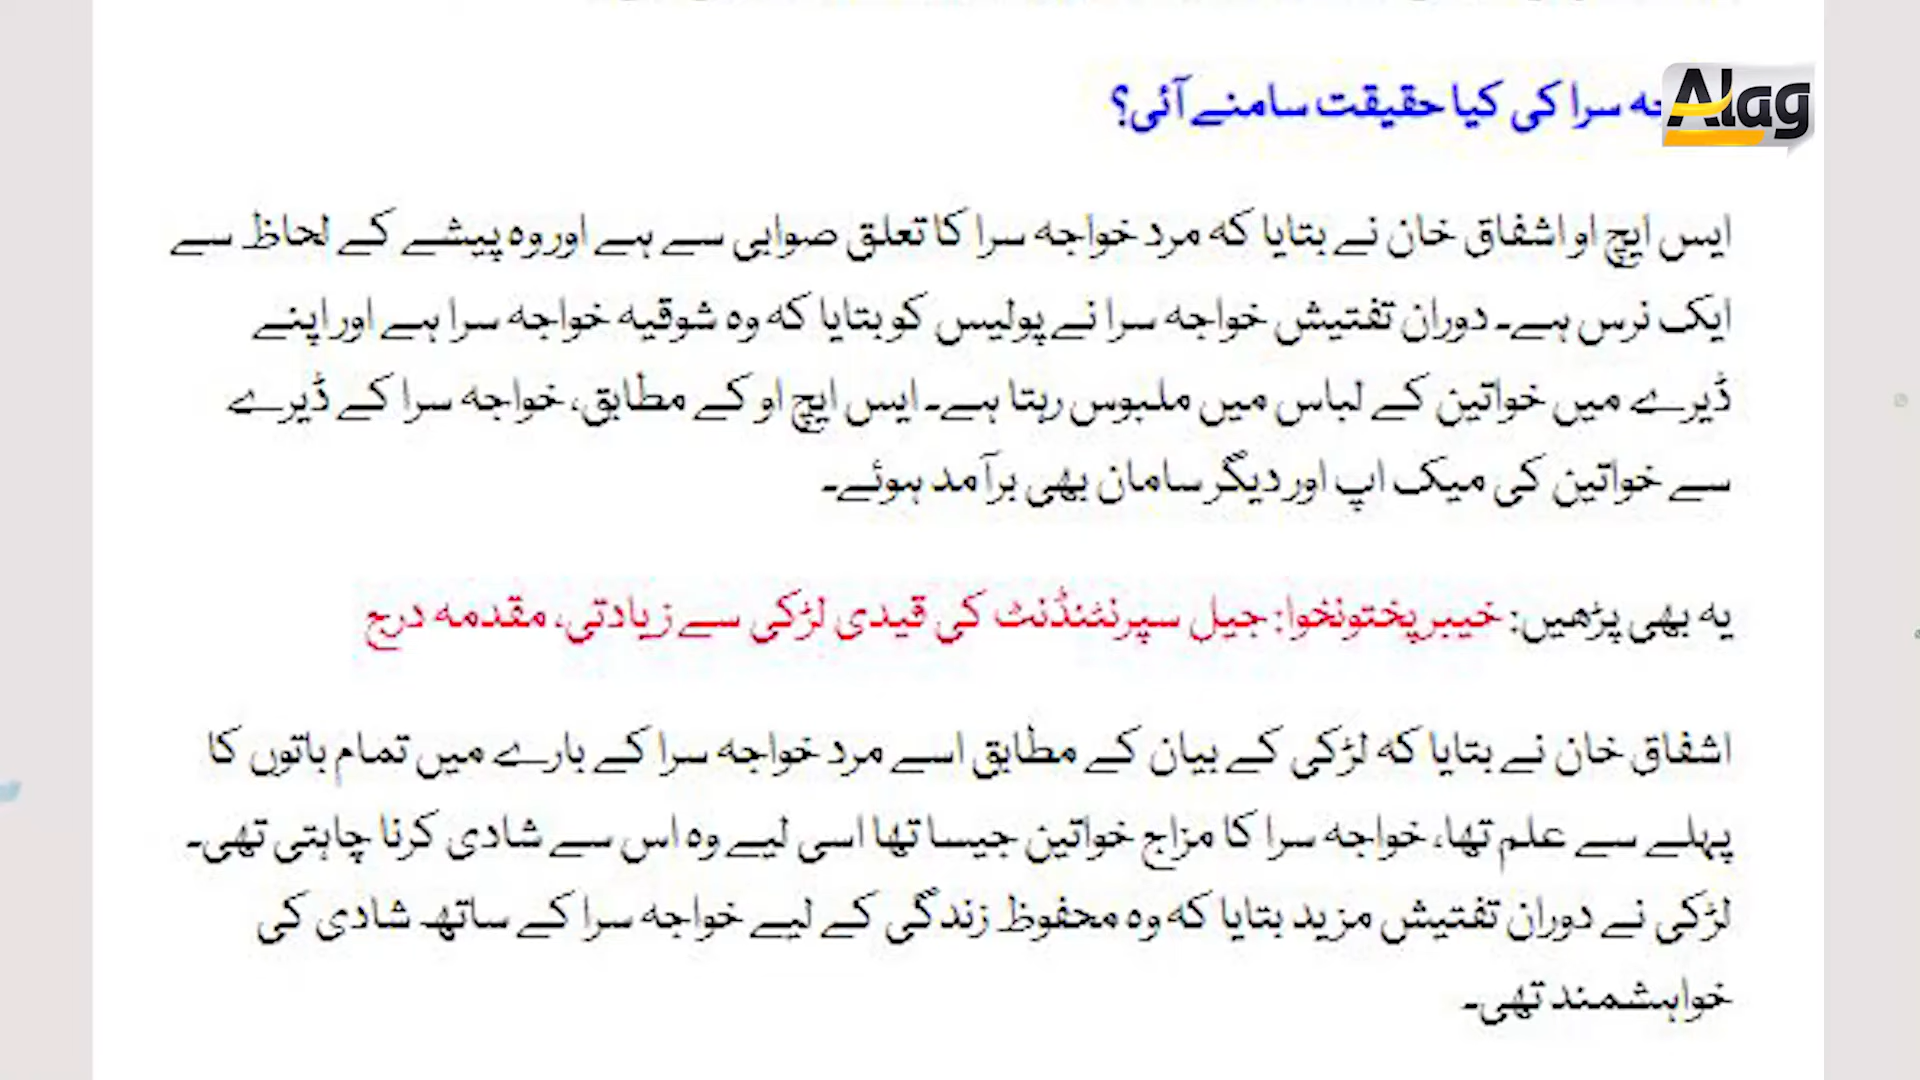 سرا کی کیا حقیقت سامنے آئی؟
Alag
ایس ایچ او اشفاق خان نے بتایا کہ مرد خواجہ سرا کا تعلق صوابی سے ہے اور وہ پیشے کے لحاظ سے
ایک نرس ہے۔ دوران تفتیش خواجہ سرا نے پولیس کو بتایا کہ وہ شوقیہ خواجہ سرا ہے اور اپنے
ڈیرے میں خواتین کے لباس میں ملبوس رہتا ہے۔ ایس ایچ او کے مطابق، خواجہ سرا کے ڈیرے
سے خواتین کی میک اپ اور دیگر سامان بھی برآمد ہوئے۔
یہ بھی پڑھیں: خیبرپختونخوا: جیل سپرنٹنڈنٹ کی قیدی لڑکی سے زیادتی، مقدمہ درج
اشفاق خان نے بتایا کہ لڑکی کے بیان کے مطابق اسے مرد خواجہ سرا کے بارے میں تمام باتوں کا
پہلے سے علم تھا، خواجہ سرا کا مزاج خواتین جیسا تھا اسی لیے وہ اس سے شادی کرنا چاہتی تھی۔
لڑکی نے دوران تفتیش مزید بتایا کہ وہ محفوظ زندگی کے لیے خواجہ سرا کے ساتھ شادی کی
خواہشمند تھی۔